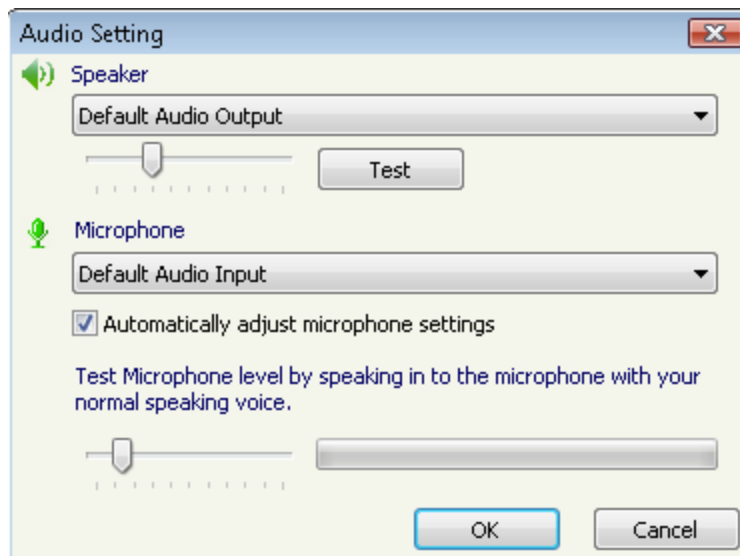 Audio Setting
Speaker
Default Audio Output
Test
Microphone
Default Audio Input
Automatically adjust microphone settings
Test Microphone level by speaking in to the microphone with your
normal speaking voice.
OK
Cancel